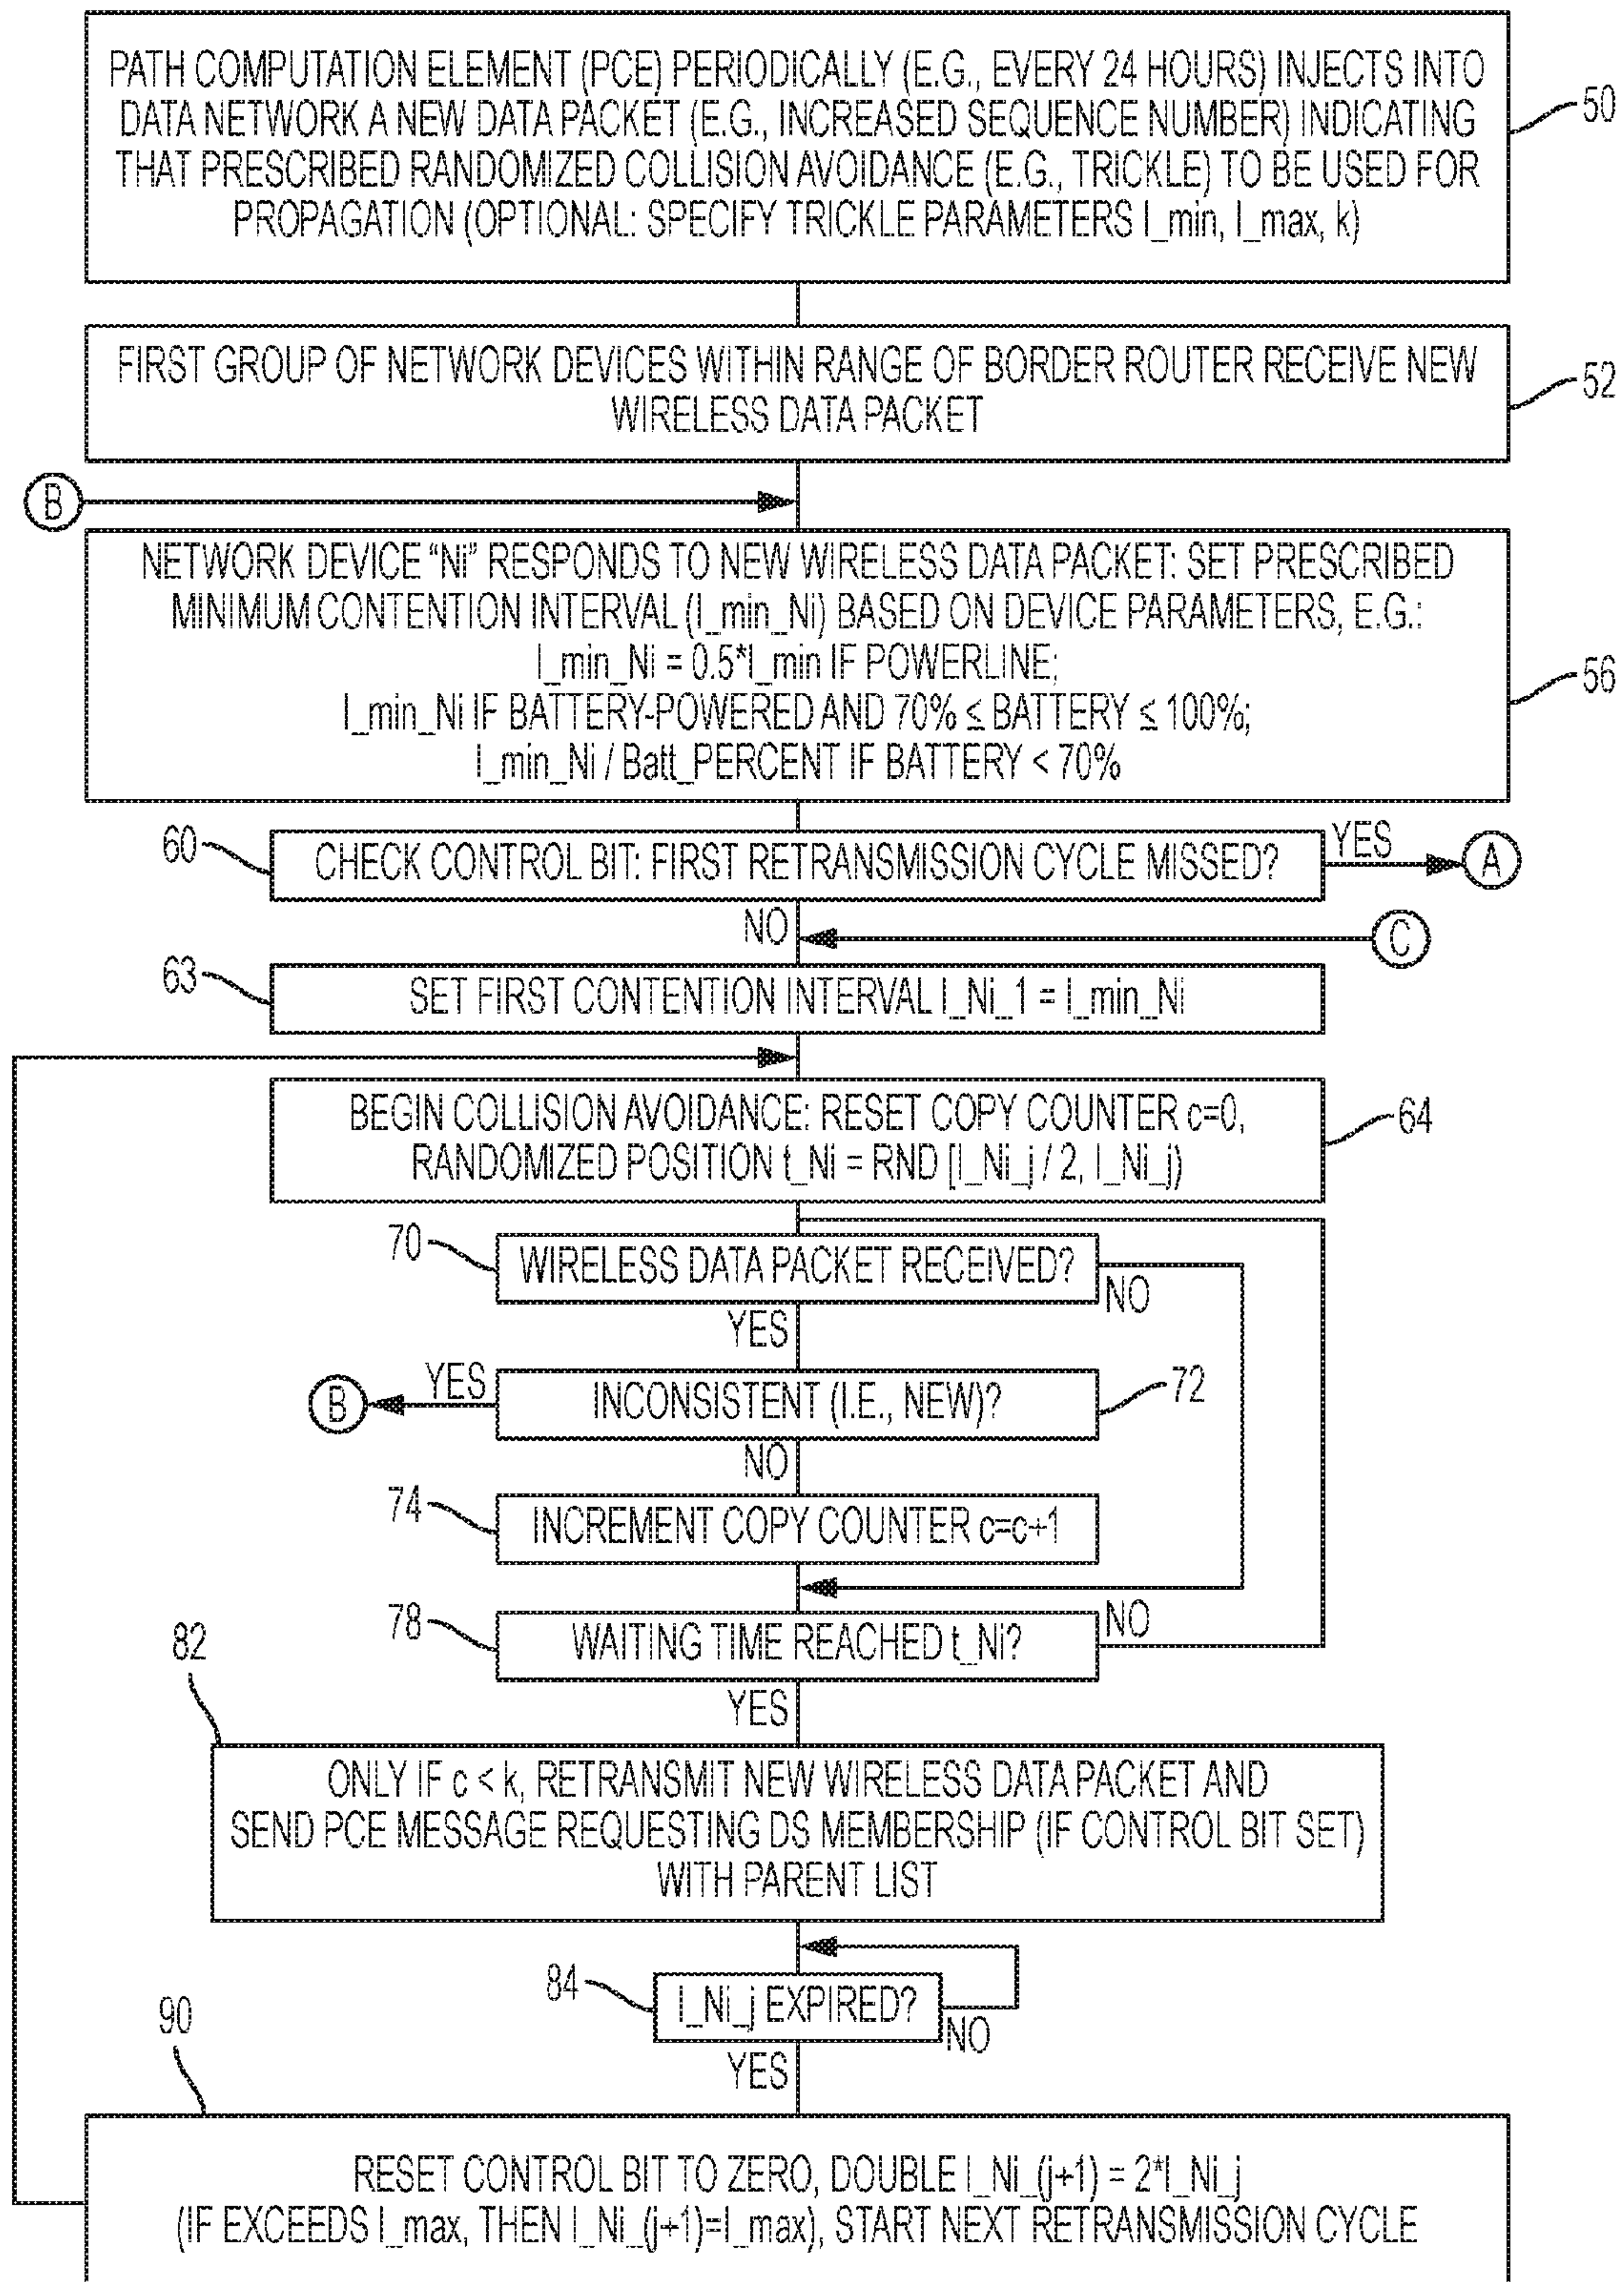 PATH COMPUTATION ELEMENT (PCE) PERIODICALLY (E.G., EVERY 24 HOURS) INJECTS INTO
DATA NETWORK A NEW DATA PACKET (E.G., INCREASED SEQUENCE NUMBER) INDICATING
THAT PRESCRIBED RANDOMIZED COLLISION AVOIDANCE (E.G., TRICKLE) TO BE USED FOR
PROPAGATION (OPTIONAL: SPECIFY TRICKLE PARAMETERS I_min, I_max, k)
50
FIRST GROUP OF NETWORK DEVICES WITHIN RANGE OF BORDER ROUTER RECEIVE NEW
WIRELESS DATA PACKET
52
B
NETWORK DEVICE “Ni” RESPONDS TO NEW WIRELESS DATA PACKET: SET PRESCRIBED
MINIMUM CONTENTION INTERVAL (I_min_Ni) BASED ON DEVICE PARAMETERS, E.G.:
I_min_Ni = 0.5*I_min IF POWERLINE;
I_min_Ni IF BATTERY-POWERED AND 70% ≤ BATTERY ≤ 100%;
I_min_Ni / Batt_PERCENT IF BATTERY < 70%
56
60
CHECK CONTROL BIT: FIRST RETRANSMISSION CYCLE MISSED?
YES
A
NO
C
63
SET FIRST CONTENTION INTERVAL I_Ni_1 = I_min_Ni
BEGIN COLLISION AVOIDANCE: RESET COPY COUNTER c=0,
RANDOMIZED POSITION t_Ni = RND [I_Ni_j / 2, I_Ni_j)
64
70
WIRELESS DATA PACKET RECEIVED?
NO
YES
B
YES
INCONSISTENT (I.E., NEW)?
72
NO
74
INCREMENT COPY COUNTER c=c+1
78
WAITING TIME REACHED t_Ni?
NO
YES
82
ONLY IF c < k, RETRANSMIT NEW WIRELESS DATA PACKET AND
SEND PCE MESSAGE REQUESTING DS MEMBERSHIP (IF CONTROL BIT SET)
WITH PARENT LIST
84
I_Ni_j EXPIRED?
NO
YES
90
RESET CONTROL BIT TO ZERO, DOUBLE I_Ni_(j+1) = 2*I_Ni_j
(IF EXCEEDS I_max, THEN I_Ni_(j+1)=I_max), START NEXT RETRANSMISSION CYCLE